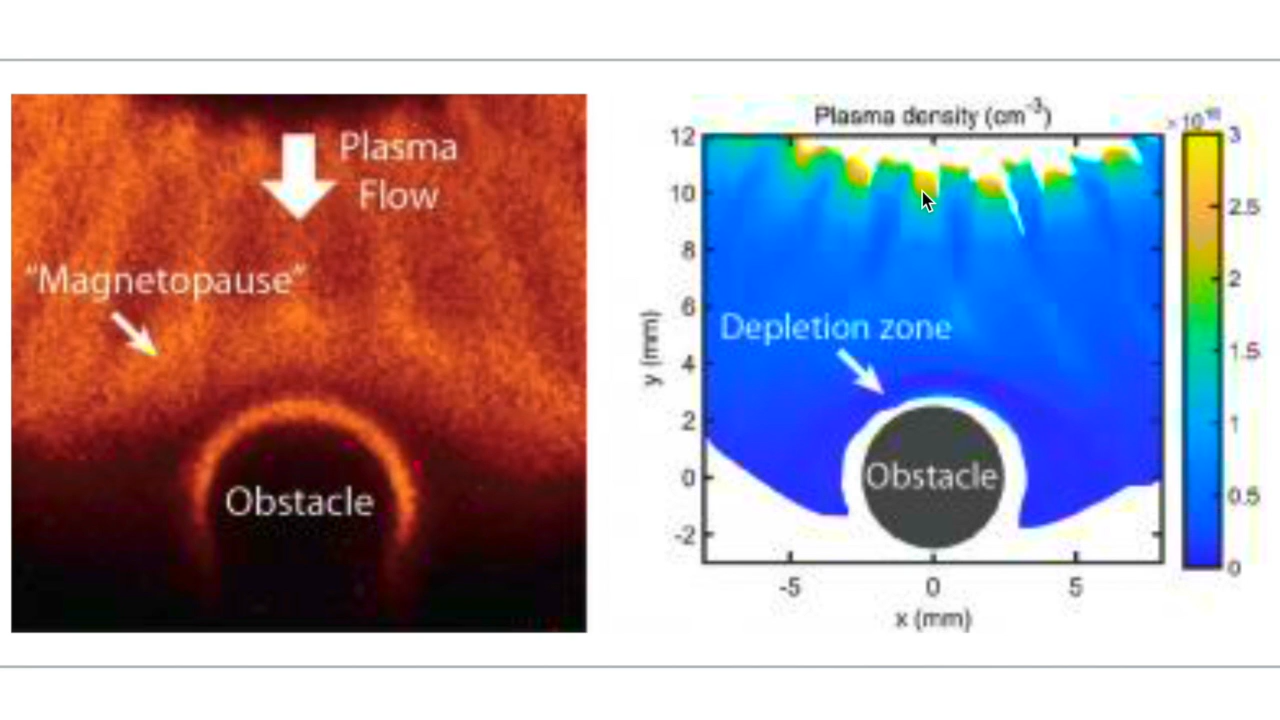 Plasma
Flow
“Magnetopause”
Obstacle
Plasma density (cm-3)
12
10
8
6
4
2
0
-2
y (mm)
Depletion zone
Obstacle
-5
0
5
x (mm)
3
2.5
2
1.5
1
0.5
0